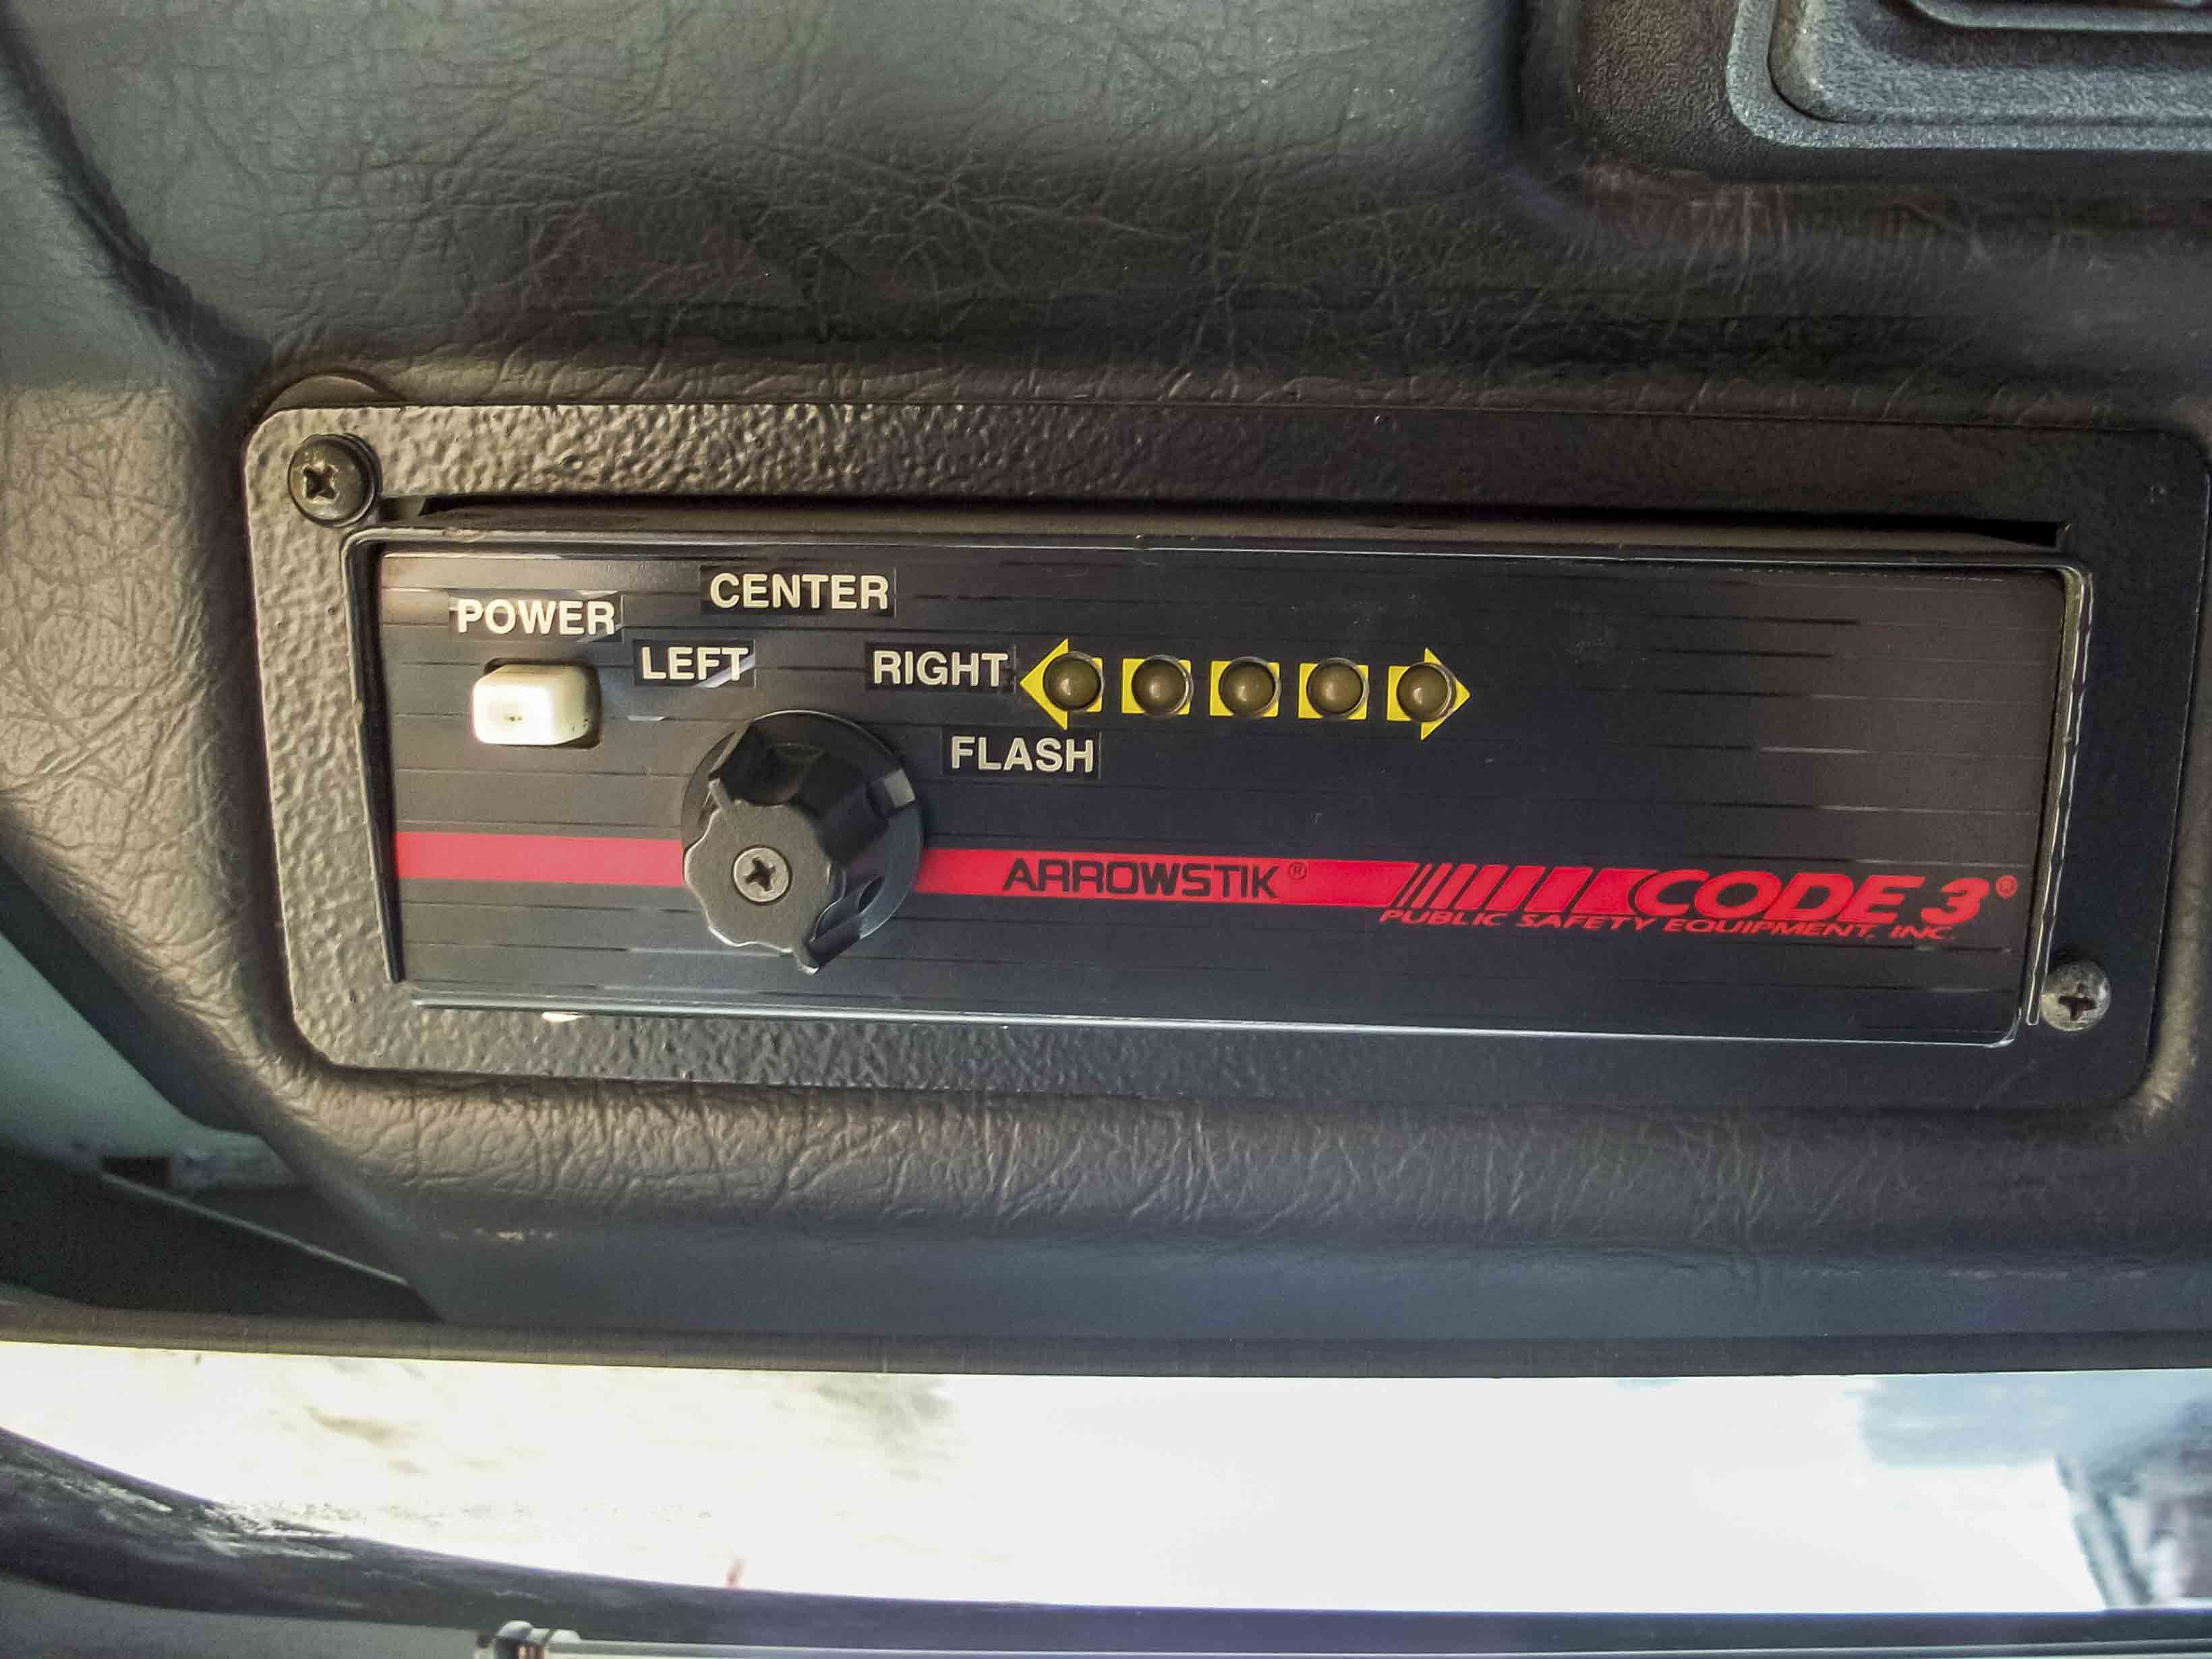 CENTER
POWER
LEFT
RIGHT
FLASH
ARROWSTIK®
CODE 3®
PUBLIC SAFETY EQUIPMENT, INC.